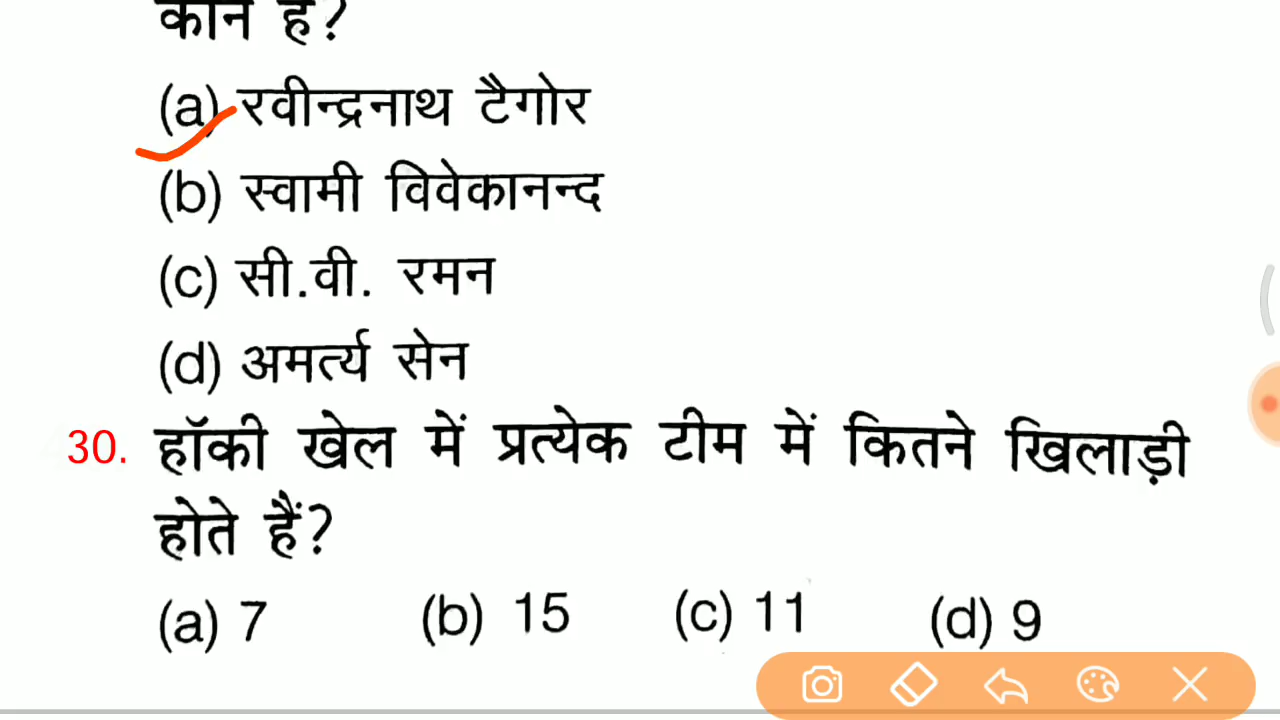 कौन है?
(a) रवीन्द्रनाथ टैगोर
(b) स्वामी विवेकानन्द
(c) सी.वी. रमन
(d) अमर्त्य सेन
30. हॉकी खेल में प्रत्येक टीम में कितने खिलाड़ी
होते हैं?
(a) 7 (b) 15 (c) 11 (d) 9